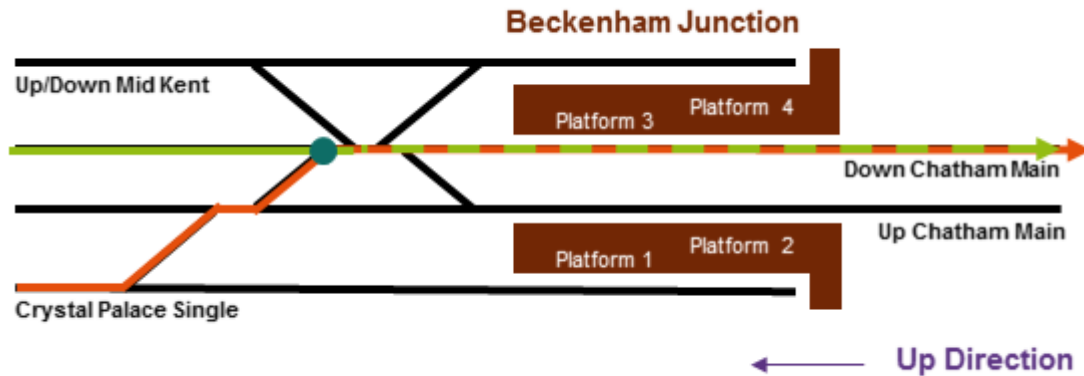 Beckenham Junction
Up/Down Mid Kent
Platform 4
Platform 3
Down Chatham Main
Up Chatham Main
Platform 2
Platform 1
Crystal Palace Single
Up Direction